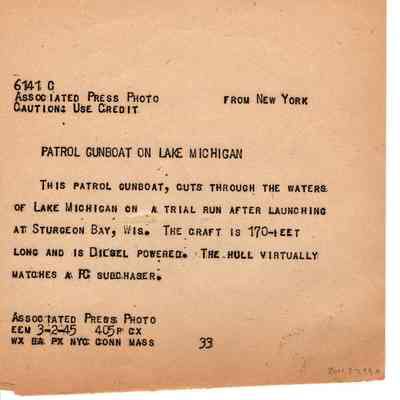 6141 C
Associated Press Photo From New York
Caution: Use Credit
PATROL GUNBOAT ON LAKE MICHIGAN
This patrol gunboat, cuts through the waters
of Lake Michigan on a trial run after launching
at Sturgeon Bay, Wis. The craft is 170-feet
long and is Diesel powered. The hull virtually
matches a PC subchaser.
Associated Press Photo
EEM 3-2-45 405P CX
WX BA PX NYC CONN MASS 33